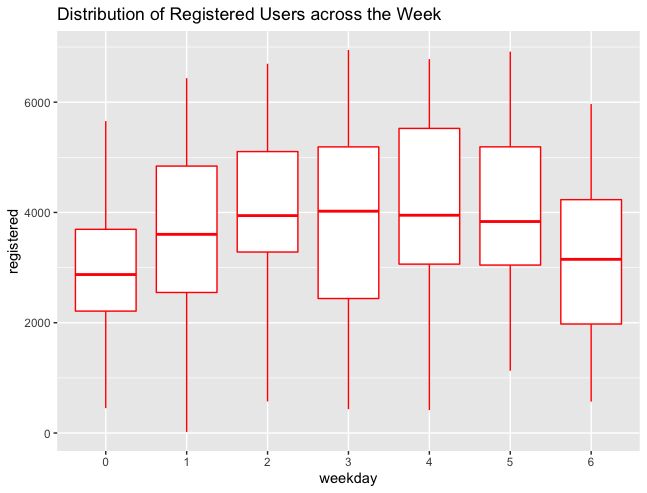 Distribution of Registered Users across the Week
registered
6000
4000
2000
0
0 1 2 3 4 5 6
weekday